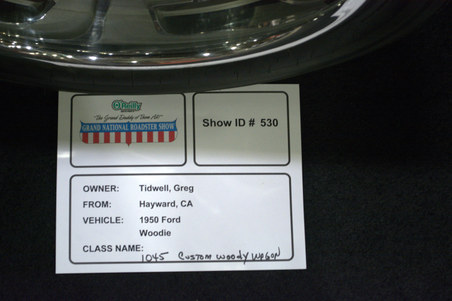 O'Reilly
"The Grand Daddy of Them All"
GRAND NATIONAL ROADSTER SHOW
Show ID # 530
OWNER: Tidwell, Greg
FROM: Hayward, CA
VEHICLE: 1950 Ford
Woodie
CLASS NAME:
1045 CUSTOM WOODY WAGON